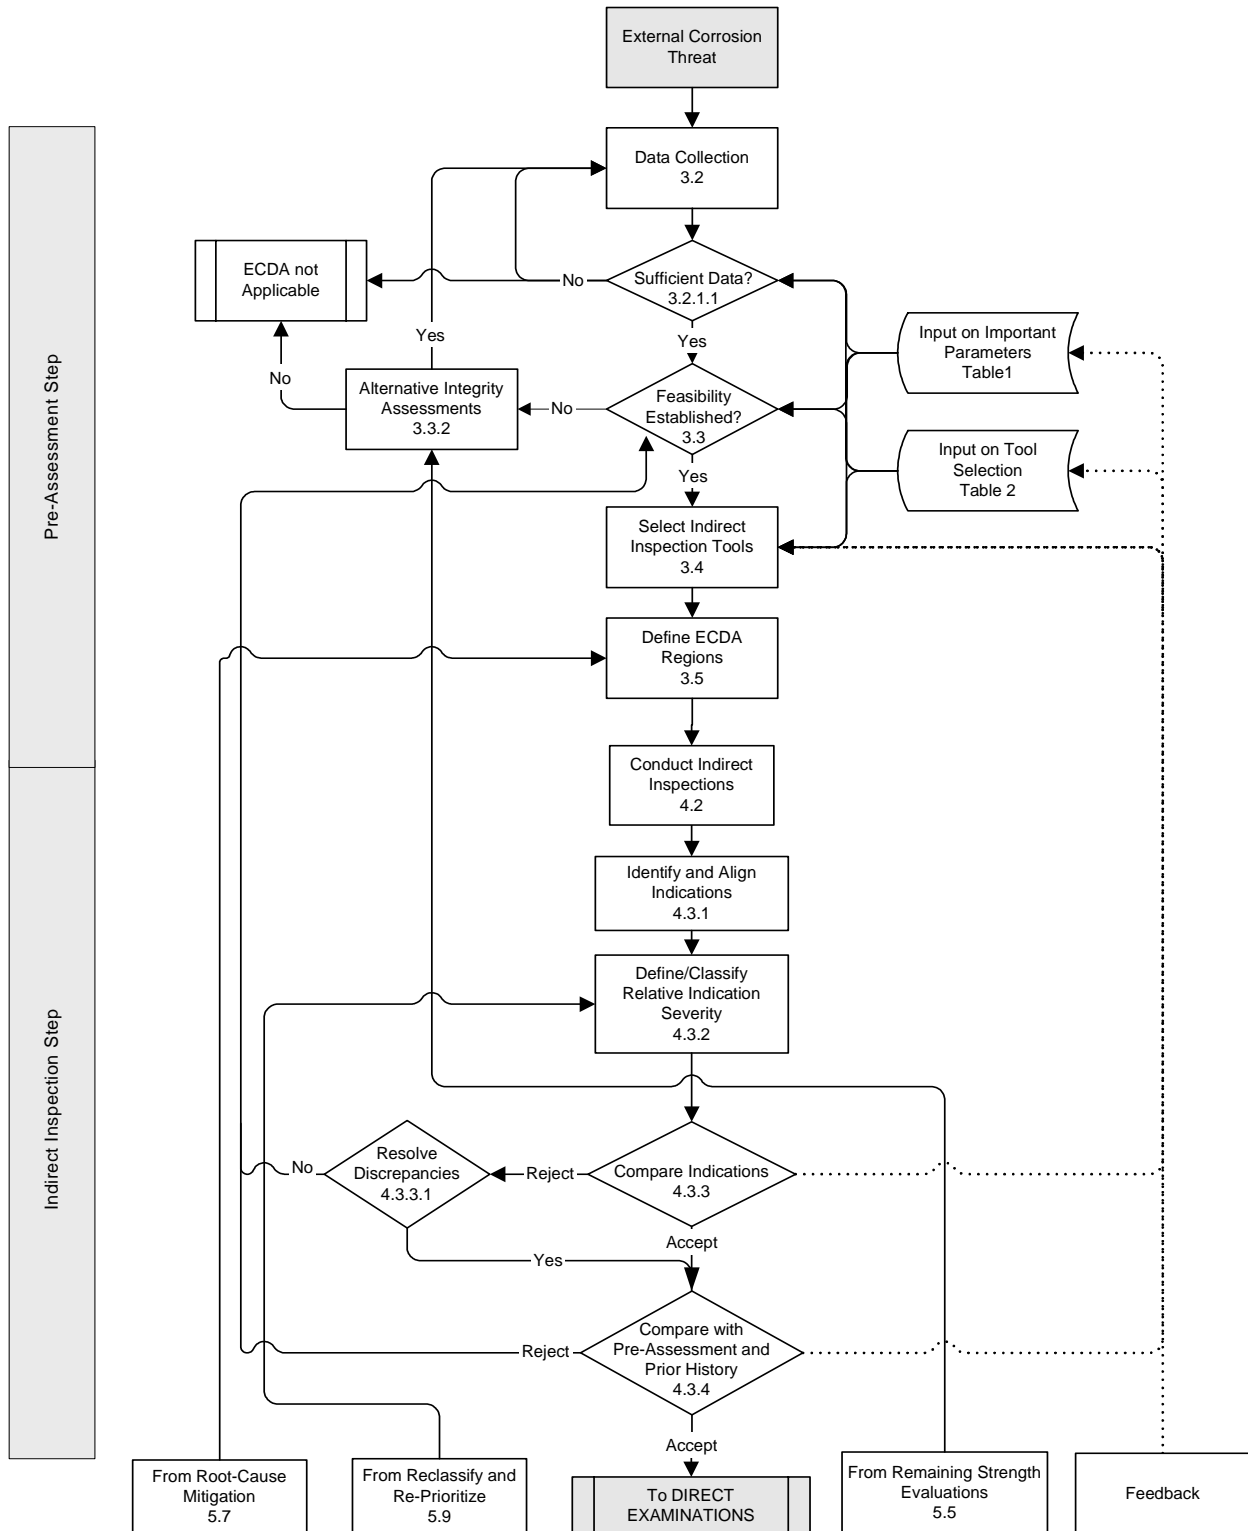 External Corrosion
Threat
Pre-Assessment Step
Data Collection
3.2
ECDA not
Applicable
No
Sufficient Data?
3.2.1.1
Yes
Yes
Input on Important
Parameters
Table1
No
Alternative Integrity
Assessments
3.3.2
No
Feasibility
Established?
3.3
Yes
Input on Tool
Selection
Table 2
Select Indirect
Inspection Tools
3.4
Define ECDA
Regions
3.5
Indirect Inspection Step
Conduct Indirect
Inspections
4.2
Identify and Align
Indications
4.3.1
Define/Classify
Relative Indication
Severity
4.3.2
No
Resolve
Discrepancies
4.3.3.1
Reject
Compare Indications
4.3.3
Accept
Yes
Reject
Compare with
Pre-Assessment and
Prior History
4.3.4
Accept
From Root-Cause
Mitigation
5.7
From Reclassify and
Re-Prioritize
5.9
To DIRECT
EXAMINATIONS
From Remaining Strength
Evaluations
5.5
Feedback